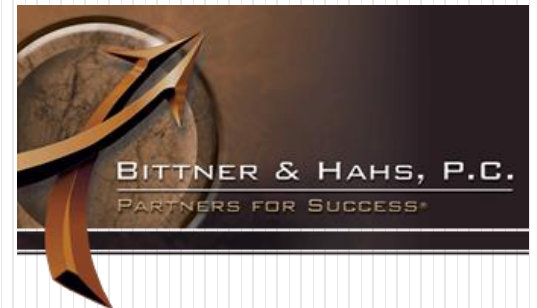 BITTNER & HAHS, P.C.
PARTNERS FOR SUCCESS®